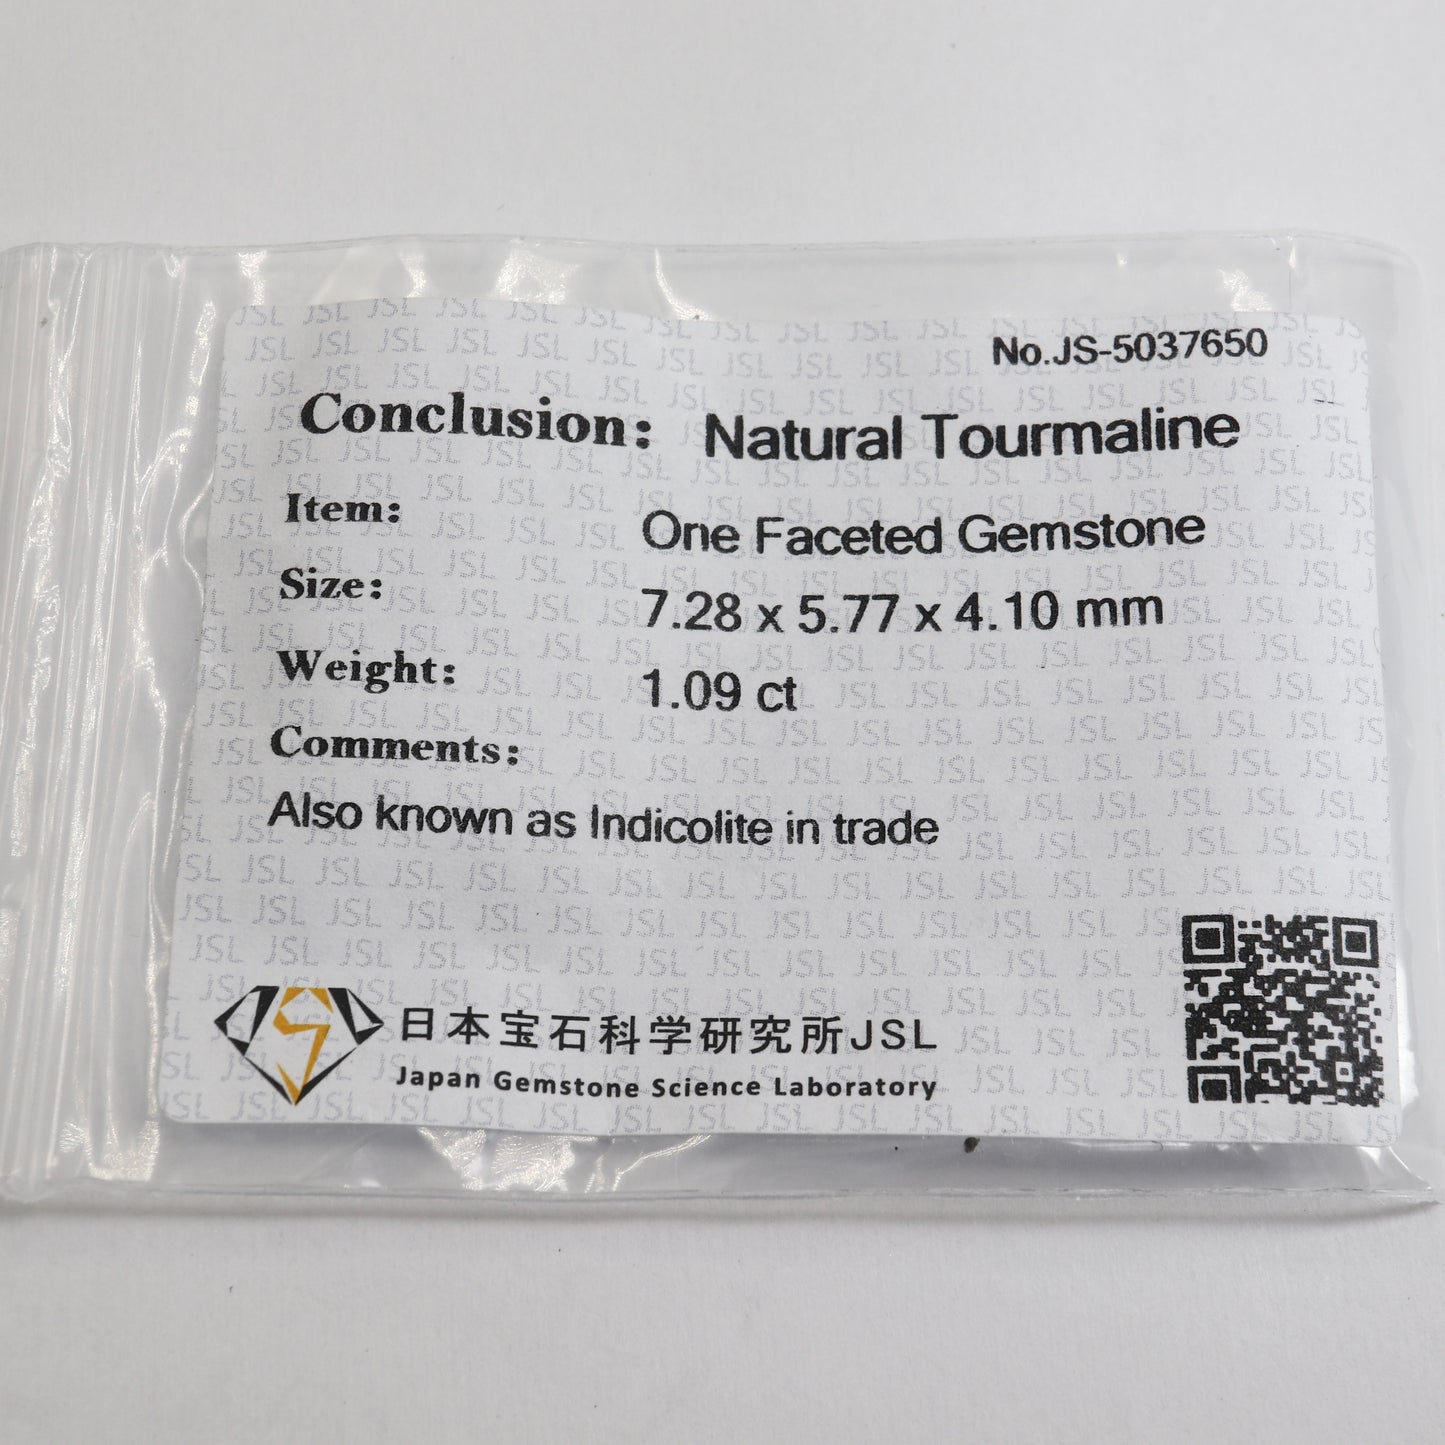 No.JS-5037650
Conclusion: Natural Tourmaline
Item: One Faceted Gemstone
Size: 7.28 x 5.77 x 4.10 mm
Weight: 1.09 ct
Comments:
Also known as Indicolite in trade
日本宝石科学研究所JSL
Japan Gemstone Science Laboratory